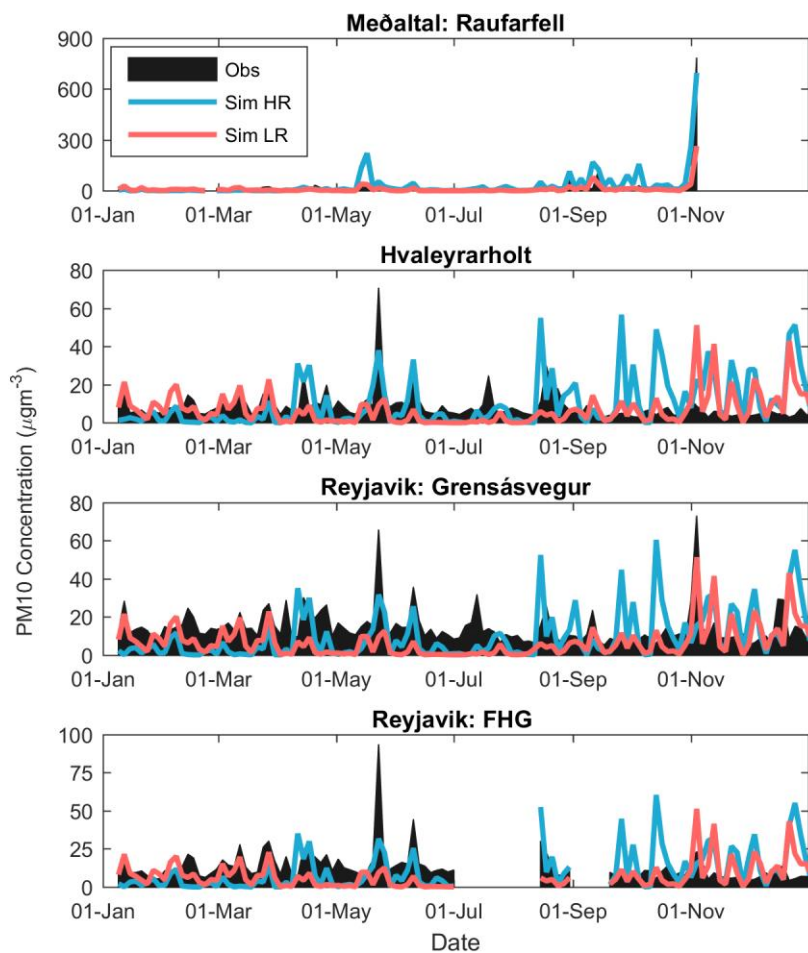 Meðaltal: Raufarfell
900
600
300
0
Obs
Sim HR
Sim LR
01-Jan 01-Mar 01-May 01-Jul 01-Sep 01-Nov
Hvaleyrarholt
80
60
40
20
0
01-Jan 01-Mar 01-May 01-Jul 01-Sep 01-Nov
PM10 Concentration (μgm⁻³)
Reyjavik: Grensásvegur
80
60
40
20
0
01-Jan 01-Mar 01-May 01-Jul 01-Sep 01-Nov
Reyjavik: FHG
100
75
50
25
0
01-Jan 01-Mar 01-May 01-Jul 01-Sep 01-Nov
Date